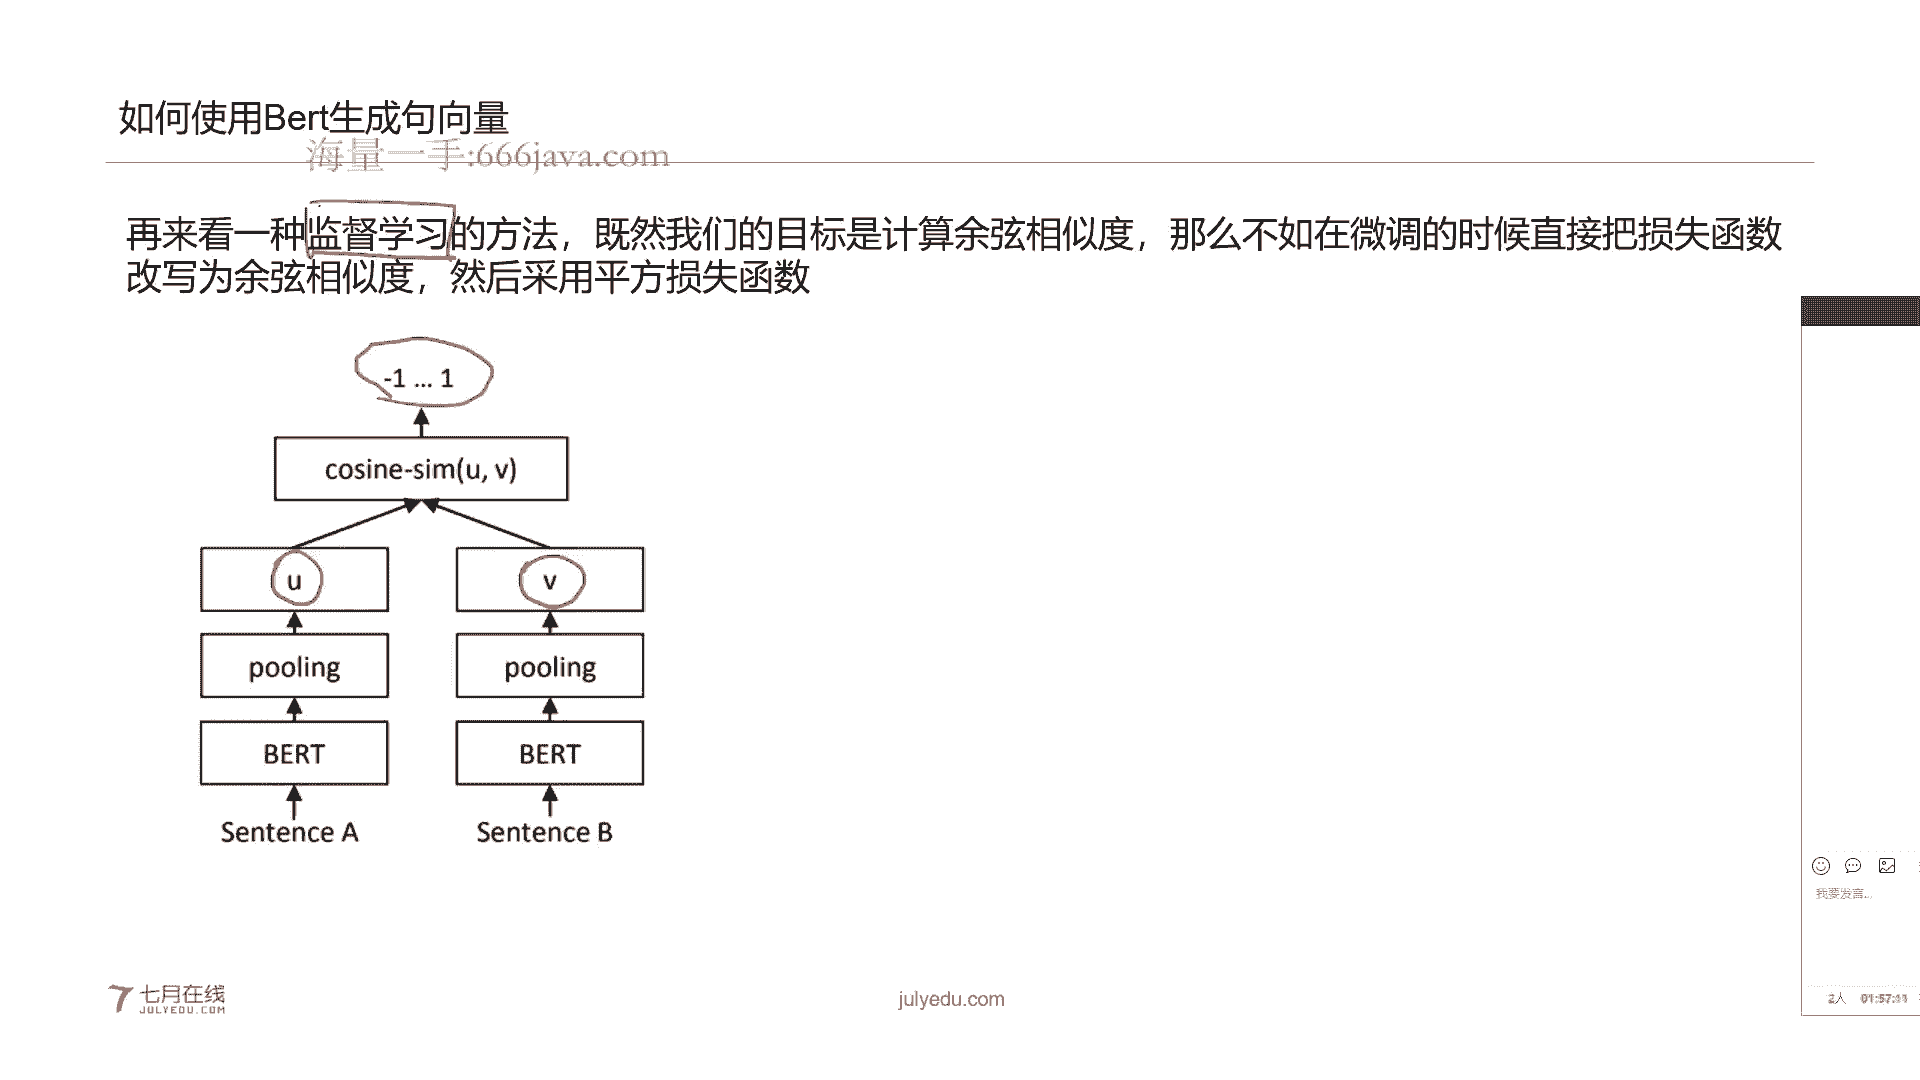 如何使用Bert生成句向量
海量一手:666java.com
再来看一种监督学习的方法，既然我们的目标是计算余弦相似度，那么不如在微调的时候直接把损失函数
改写为余弦相似度，然后采用平方损失函数
-1 ... 1
cosine-sim(u, v)
u
v
pooling
pooling
BERT
BERT
Sentence A
Sentence B
我要发言...
七月在线
JULYEDU.COM
julyedu.com
2人